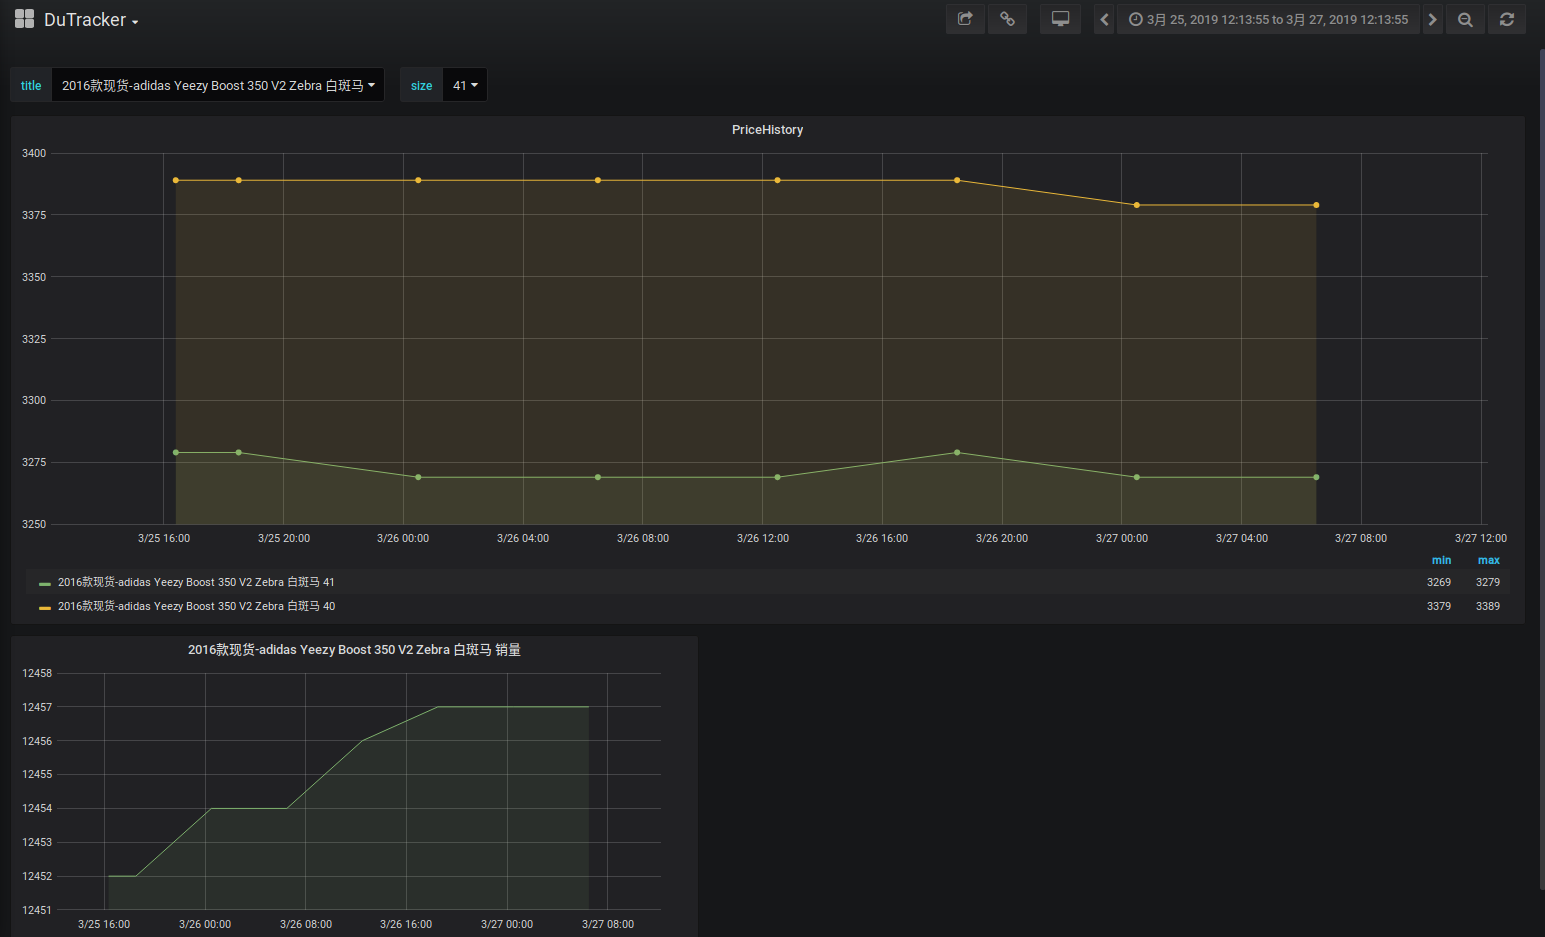 DuTracker
3月 25, 2019 12:13:55 to 3月 27, 2019 12:13:55
title 2016款现货-adidas Yeezy Boost 350 V2 Zebra 白斑马 size 41
PriceHistory
3400
3375
3350
3325
3300
3275
3250
3/25 16:00 3/25 20:00 3/26 00:00 3/26 04:00 3/26 08:00 3/26 12:00 3/26 16:00 3/26 20:00 3/27 00:00 3/27 04:00 3/27 08:00 3/27 12:00
min max
2016款现货-adidas Yeezy Boost 350 V2 Zebra 白斑马 41 3269 3279
2016款现货-adidas Yeezy Boost 350 V2 Zebra 白斑马 40 3379 3389
2016款现货-adidas Yeezy Boost 350 V2 Zebra 白斑马 销量
12458
12457
12456
12455
12454
12453
12452
12451
3/25 16:00 3/26 00:00 3/26 08:00 3/26 16:00 3/27 00:00 3/27 08:00